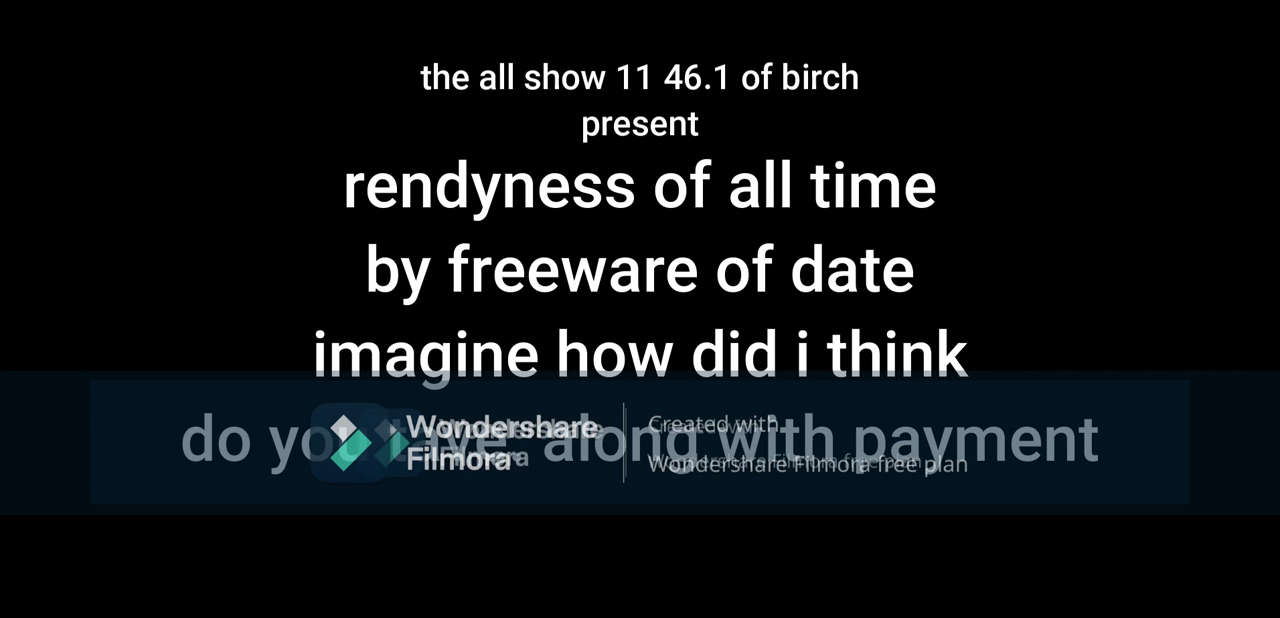 the all show 11 46.1 of birch
present
rendyness of all time
by freeware of date
imagine how did i think
do you along with payment
Wondershare
Filmora
Created with
Wondershare Filmora free plan